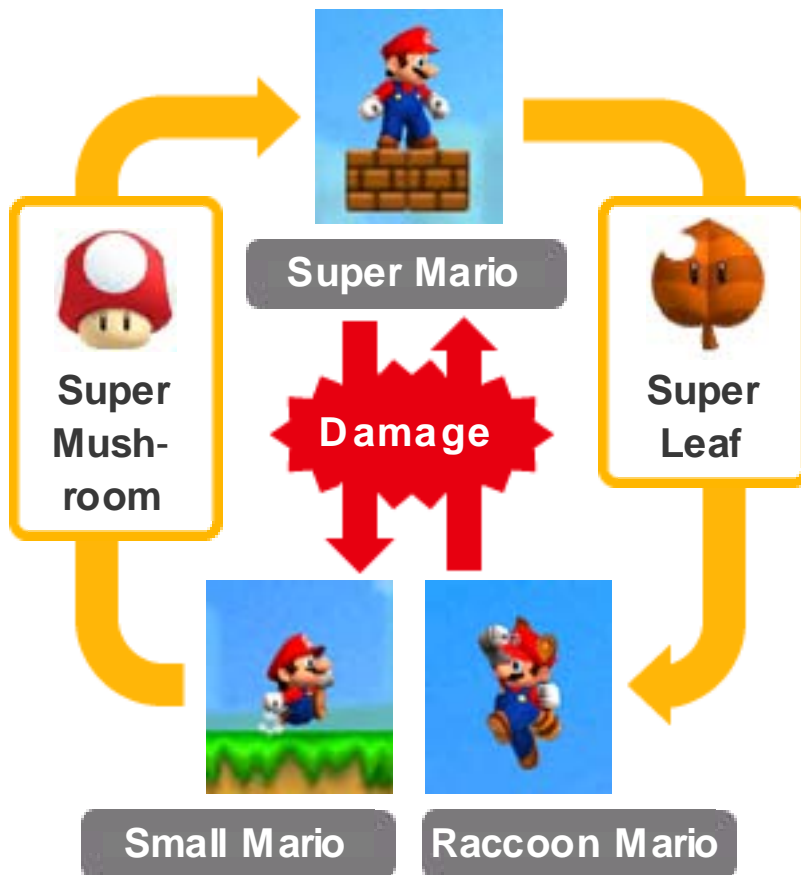 Super Mario
Super
Mush-
room
Damage
Super
Leaf
Small Mario
Raccoon Mario